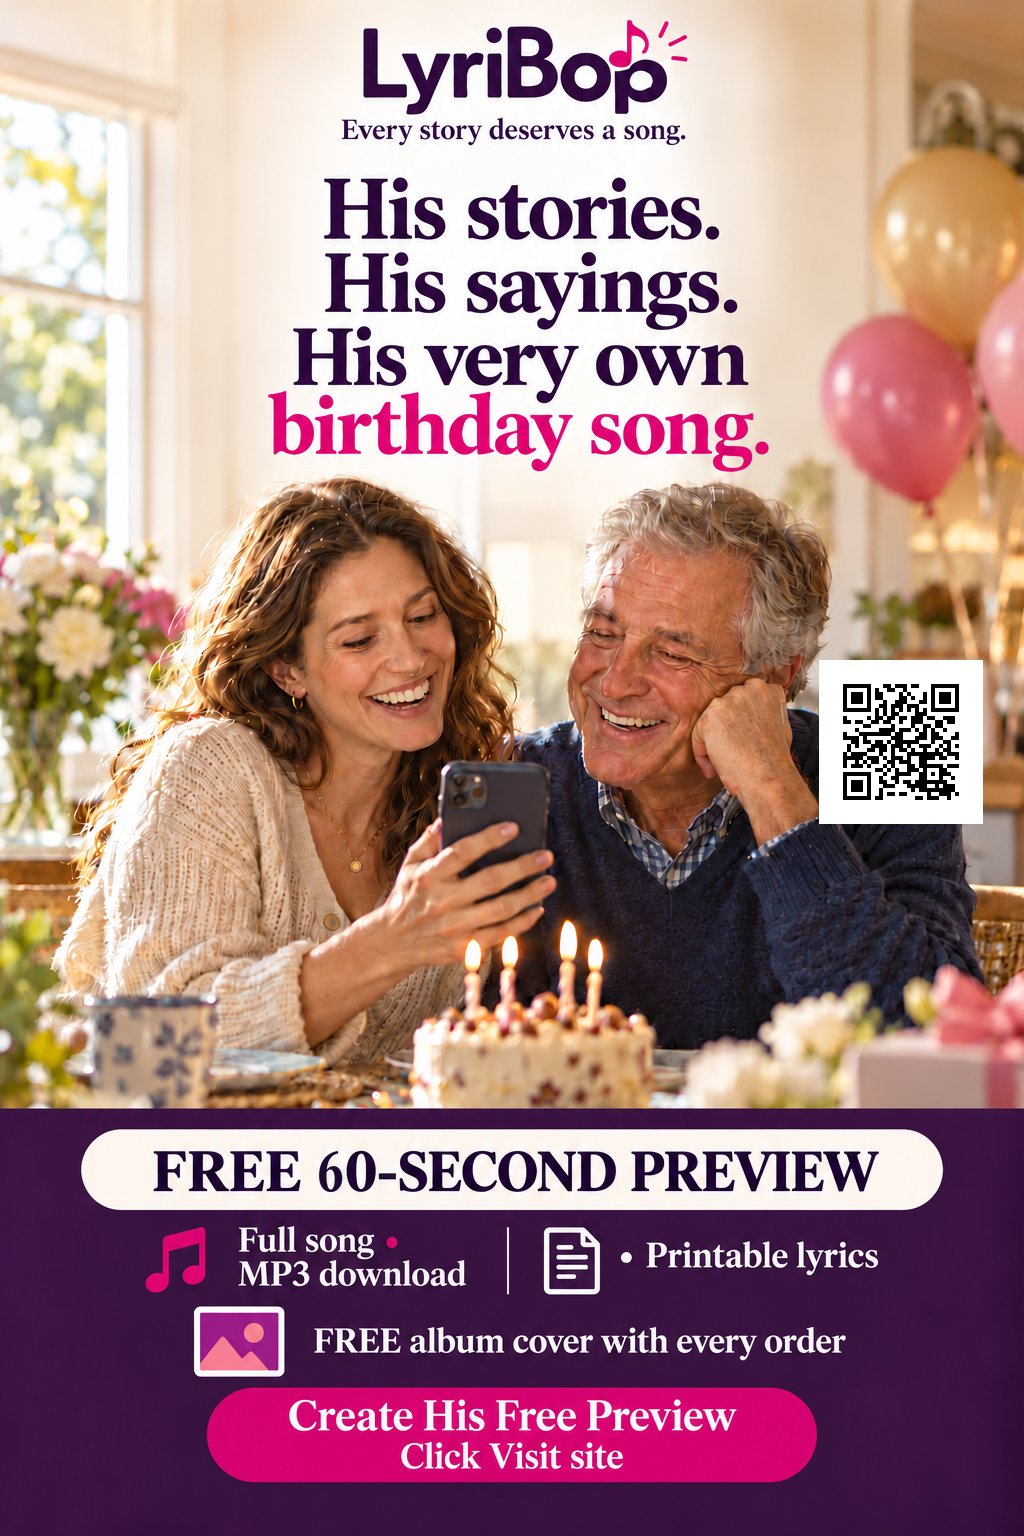 LyriBop
Every story deserves a song.
His stories.
His sayings.
His very own
birthday song.
FREE 60-SECOND PREVIEW
Full song •
MP3 download
• Printable lyrics
FREE album cover with every order
Create His Free Preview
Click Visit site